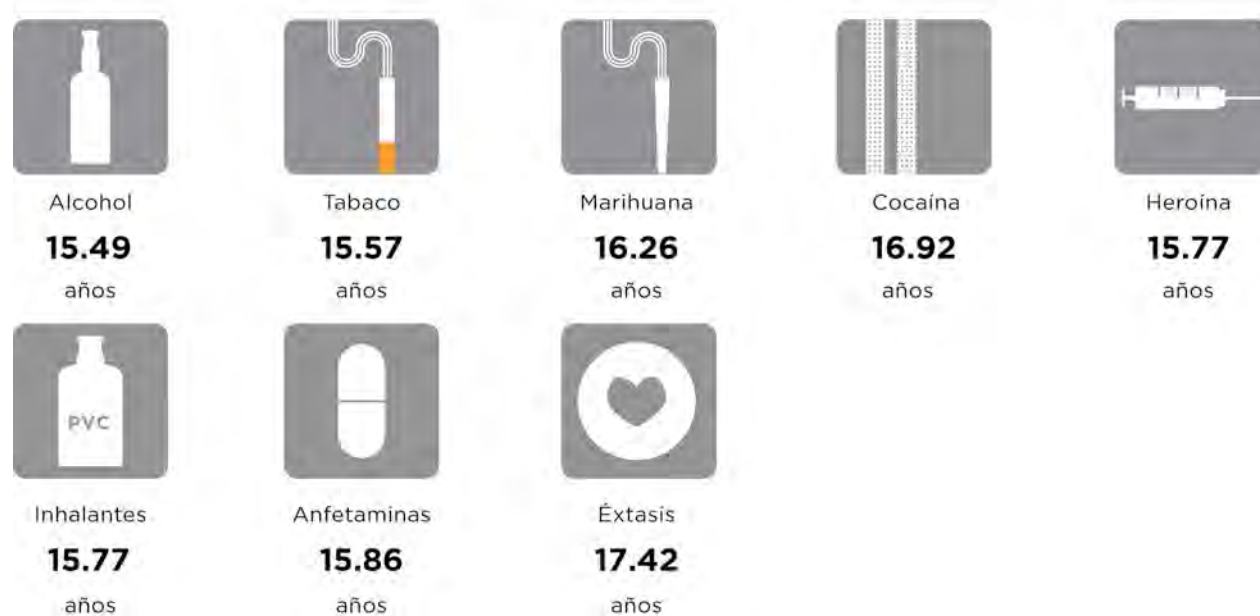 Alcohol
15.49
años
Tabaco
15.57
años
Marihuana
16.26
años
Cocaína
16.92
años
Heroína
15.77
años
PVC
Inhalantes
15.77
años
Anfetaminas
15.86
años
Éxtasis
17.42
años